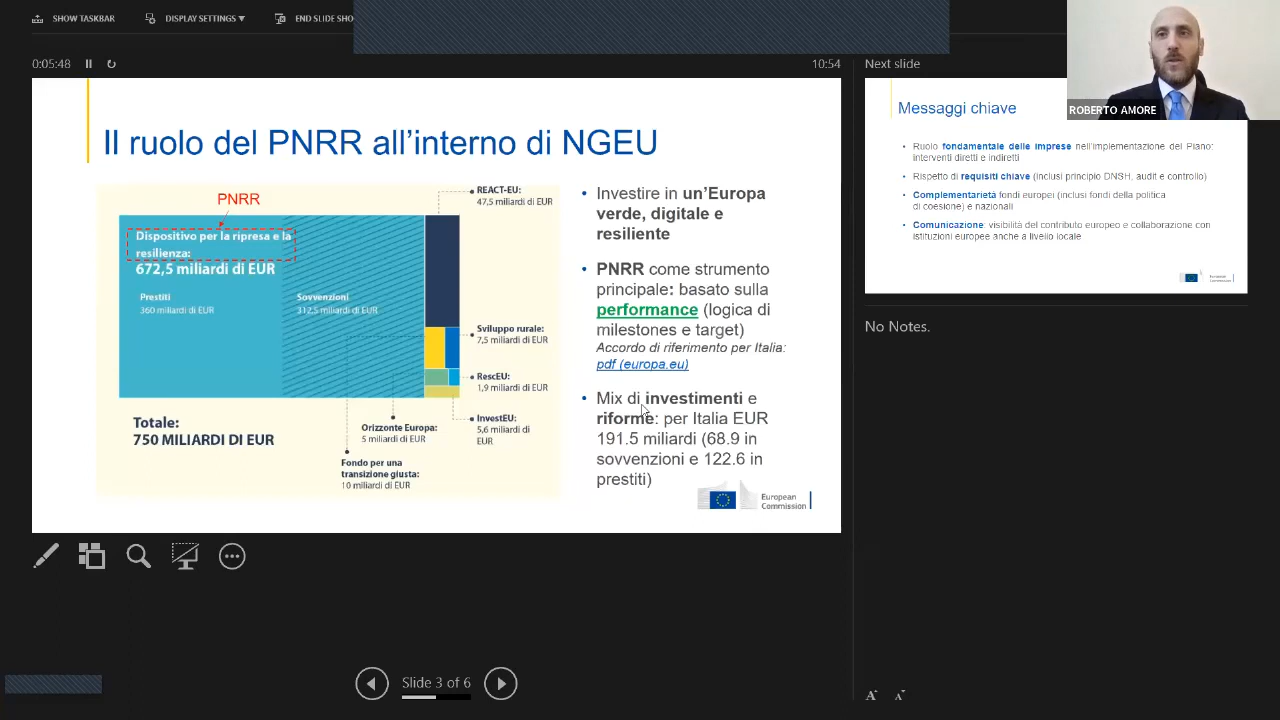 SHOW TASKBAR
DISPLAY SETTINGS ▼
END SLIDE SHO
0:05:48
10:54
Il ruolo del PNRR all'interno di NGEU
PNRR
Dispositivo per la ripresa e la
resilienza:
672,5 miliardi di EUR
Prestiti
360 miliardi di EUR
Sovvenzioni
312,5 miliardi di EUR
REACT-EU:
47,5 miliardi di EUR
Sviluppo rurale:
7,5 miliardi di EUR
RescEU:
1,9 miliardi di EUR
InvestEU:
5,6 miliardi di
EUR
Orizzonte Europa:
5 miliardi di EUR
Fondo per una
transizione giusta:
10 miliardi di EUR
Totale:
750 MILIARDI DI EUR
• Investire in un'Europa
verde, digitale e
resiliente
• PNRR come strumento
principale: basato sulla
performance (logica di
milestones e target)
Accordo di riferimento per Italia:
pdf (europa.eu)
• Mix di investimenti e
riforme: per Italia EUR
191.5 miliardi (68.9 in
sovvenzioni e 122.6 in
prestiti)
European
Commission
Slide 3 of 6
Next slide
ROBERTO AMORE
Messaggi chiave
• Ruolo fondamentale delle imprese nell'implementazione del Piano:
interventi diretti e indiretti
• Rispetto di requisiti chiave (inclusi principio DNSH, audit e controllo)
• Complementarietà fondi europei (inclusi fondi della politica
di coesione) e nazionali
• Comunicazione: visibilità del contributo europeo e collaborazione con
istituzioni europee anche a livello locale
European
Commission
No Notes.
A A